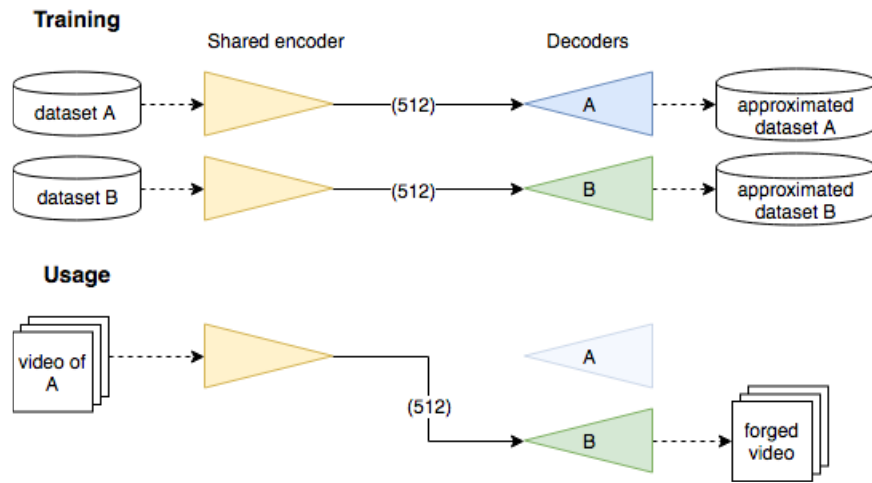 Training
Shared encoder
Decoders
dataset A
(512)
A
approximated
dataset A
dataset B
(512)
B
approximated
dataset B
Usage
video of
A
(512)
A
B
forged
video